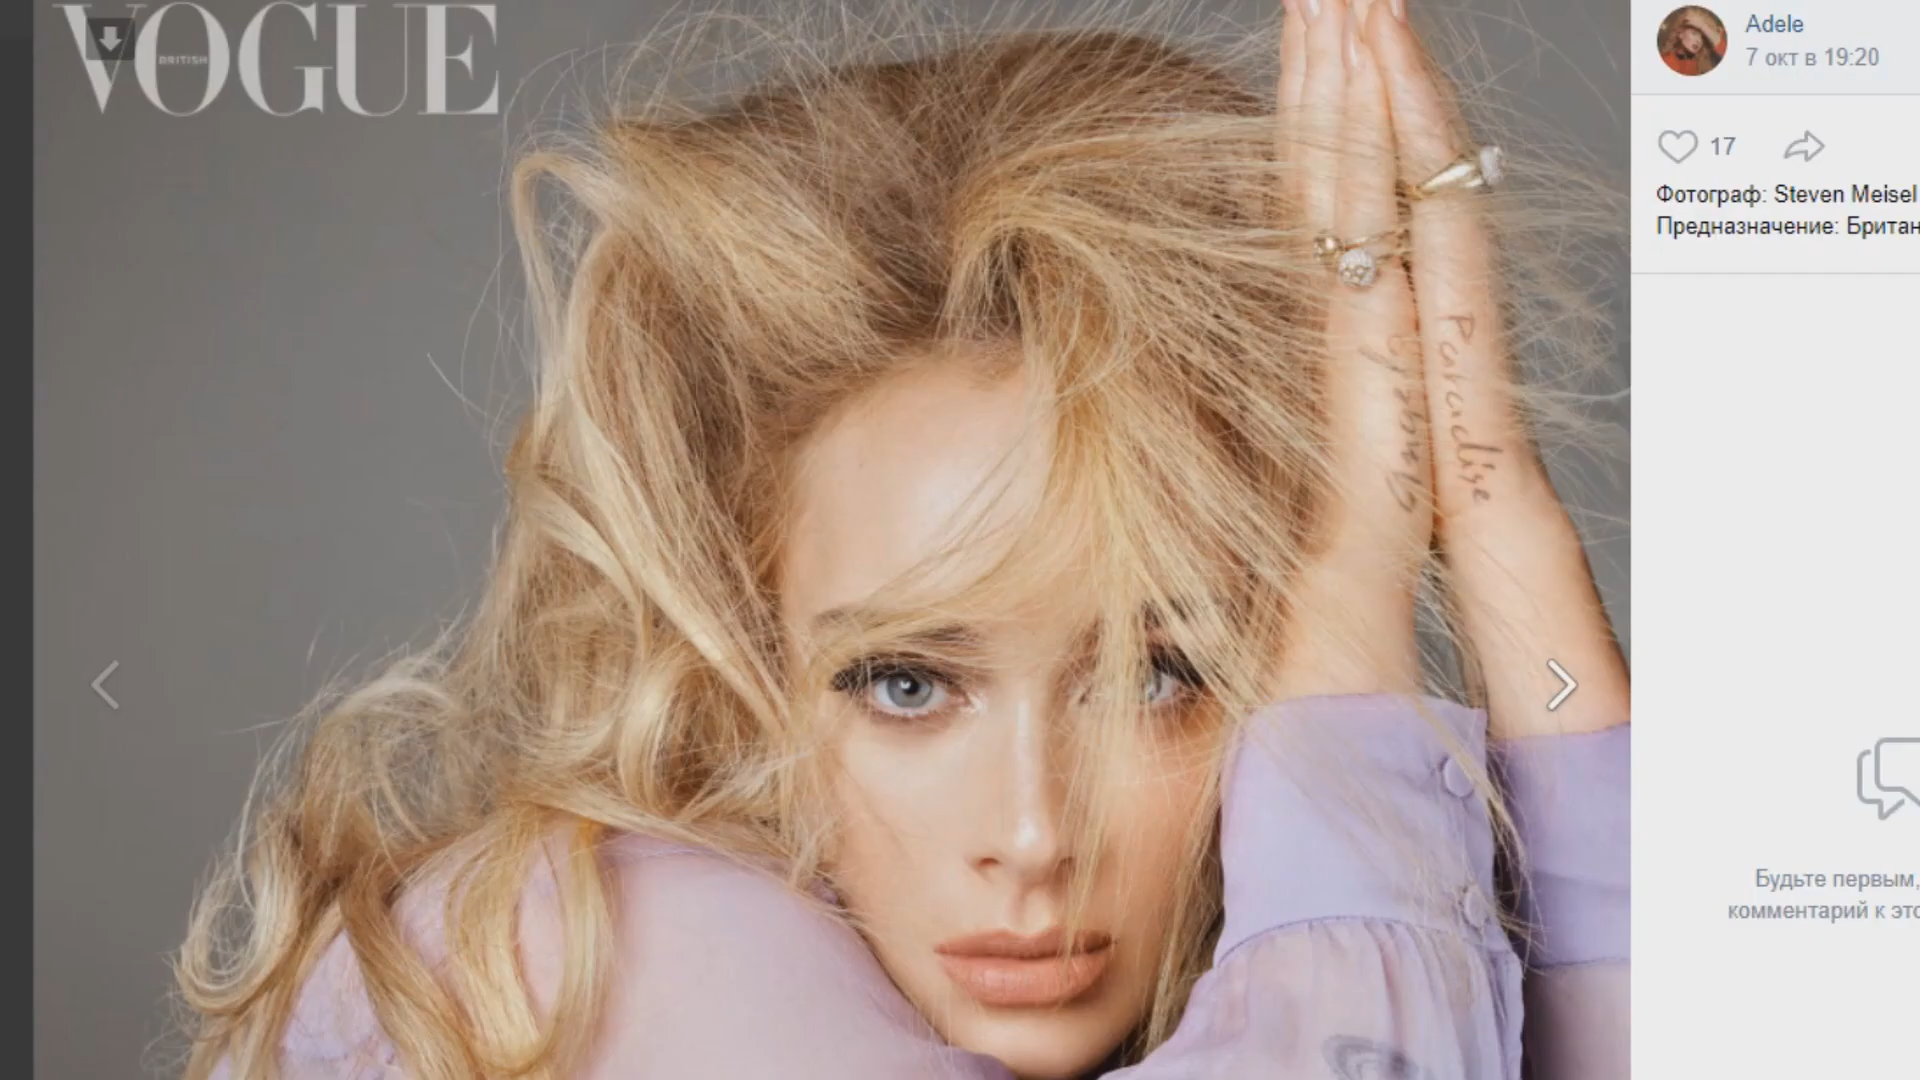 VOGUE
BRITISH
Adele
7 окт в 19:20
17
Фотограф: Steven Meisel
Предназначение: Британ
Paradise
Будьте первым,
комментарий к это